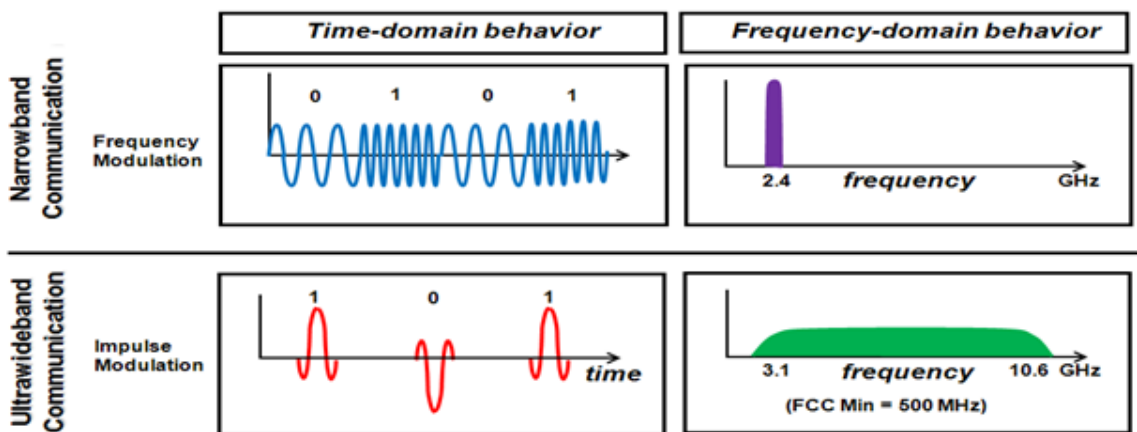 Time-domain behavior
Frequency-domain behavior
Narrowband
Communication
Frequency
Modulation
0 1 0 1
2.4 frequency GHz
Ultrawideband
Communication
Impulse
Modulation
1 0 1
time
3.1 frequency 10.6 GHz
(FCC Min = 500 MHz)